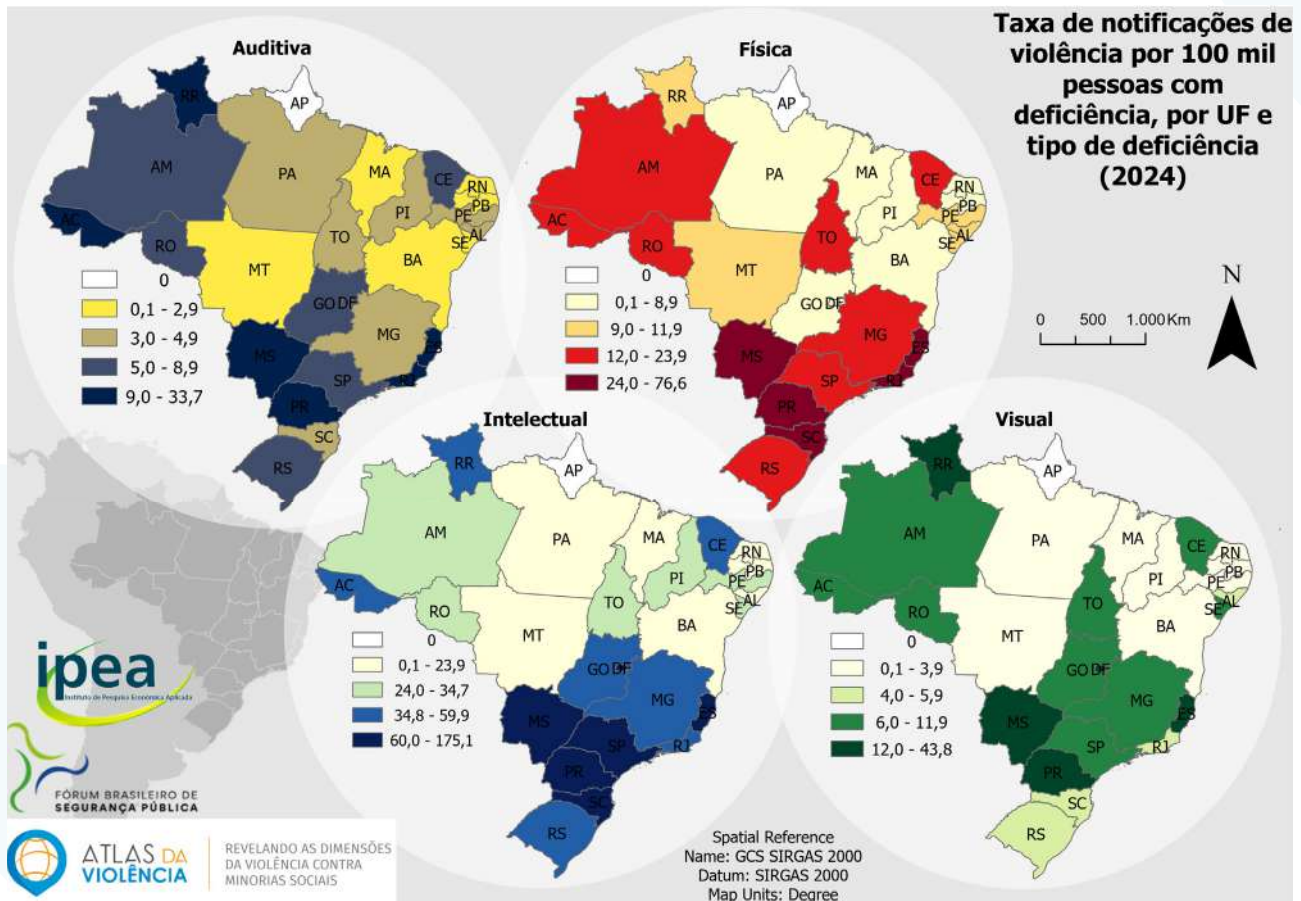 Taxa de notificações de
violência por 100 mil
pessoas com
deficiência, por UF e
tipo de deficiência
(2024)
Auditiva
RR
AP
AM
PA
MA
CE
RN
PB
PI
PE
AL
SE
AC
RO
TO
MT
BA
GO
DF
MG
ES
MS
SP
RJ
PR
SC
RS
0
0,1 - 2,9
3,0 - 4,9
5,0 - 8,9
9,0 - 33,7
Física
RR
AP
AM
PA
MA
CE
RN
PB
PI
PE
AL
SE
AC
RO
TO
MT
BA
GO
DF
MG
ES
MS
SP
RJ
PR
SC
RS
0
0,1 - 8,9
9,0 - 11,9
12,0 - 23,9
24,0 - 76,6
N
0 500 1.000 Km
Intelectual
RR
AP
AM
PA
MA
CE
RN
PB
PI
PE
AL
SE
AC
RO
TO
MT
BA
GO
DF
MG
ES
MS
SP
RJ
PR
SC
RS
0
0,1 - 23,9
24,0 - 34,7
34,8 - 59,9
60,0 - 175,1
Visual
RR
AP
AM
PA
MA
CE
RN
PB
PI
PE
AL
SE
AC
RO
TO
MT
BA
GO
DF
MG
ES
MS
SP
RJ
PR
SC
RS
0
0,1 - 3,9
4,0 - 5,9
6,0 - 11,9
12,0 - 43,8
ipea
Instituto de Pesquisa Econômica Aplicada
FÓRUM BRASILEIRO DE
SEGURANÇA PÚBLICA
ATLAS DA
VIOLÊNCIA
REVELANDO AS DIMENSÕES
DA VIOLÊNCIA CONTRA
MINORIAS SOCIAIS
Spatial Reference
Name: GCS SIRGAS 2000
Datum: SIRGAS 2000
Map Units: Degree